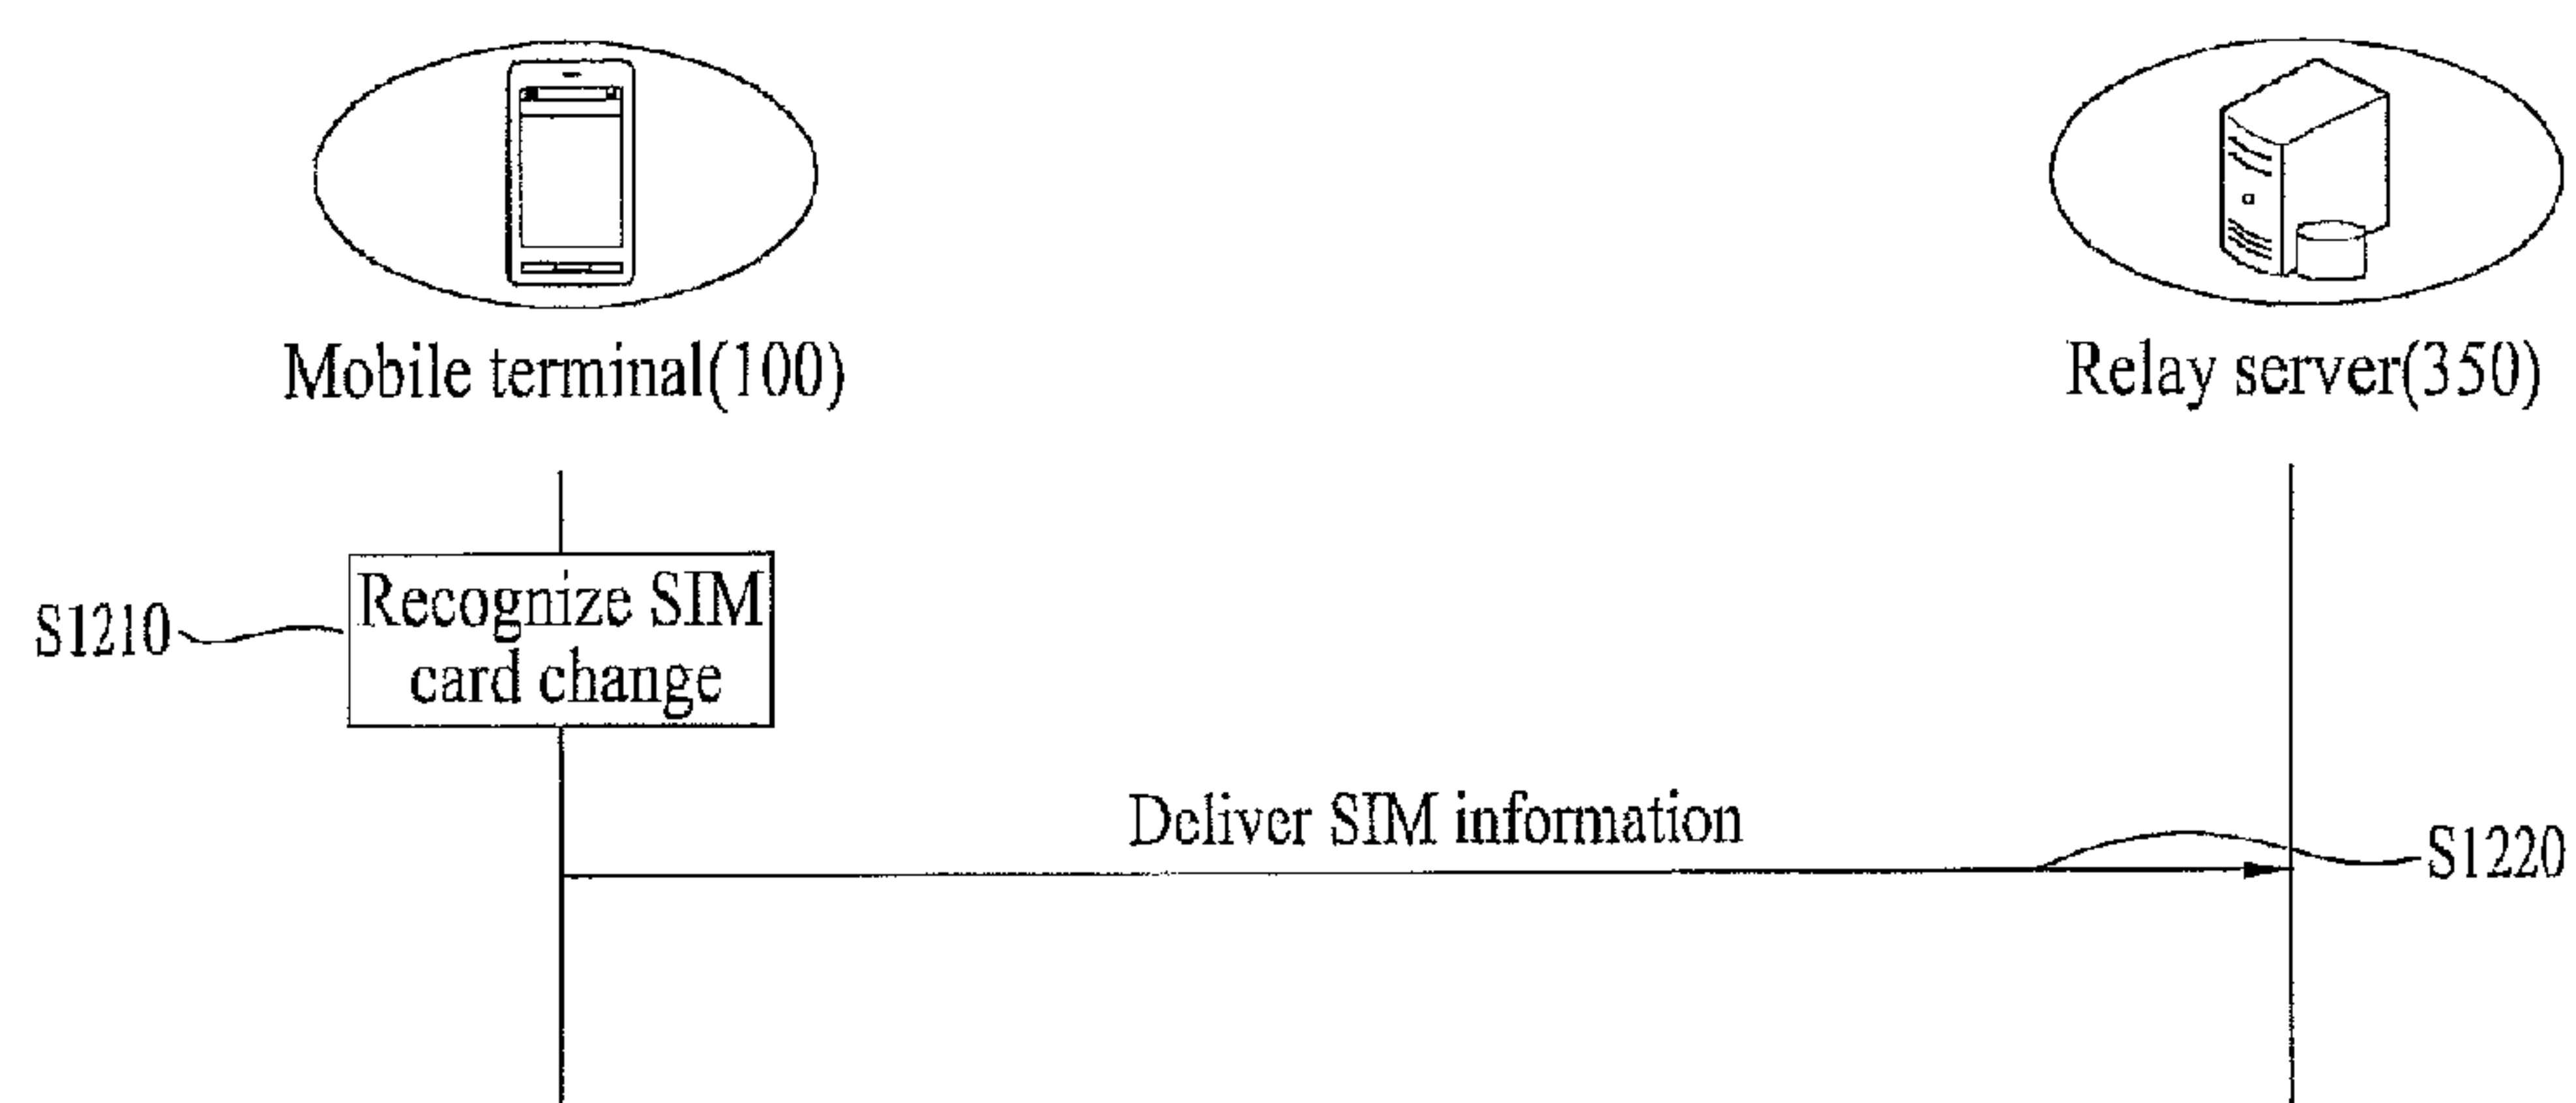 Mobile terminal(100)
Relay server(350)
S1210
Recognize SIM
card change
Deliver SIM information
S1220